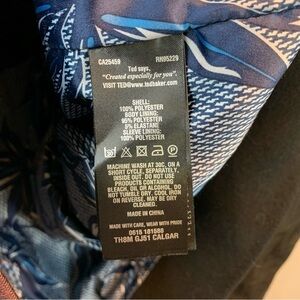 CA25459 RN95229
Ted says,
"Created especially for you".
VISIT TED@www.tedbaker.com
SHELL:
100% POLYESTER
BODY LINING:
95% POLYESTER
5% ELASTANE
SLEEVE LINING:
100% POLYESTER
MACHINE WASH AT 30C, ON A
SHORT CYCLE, SEPARATELY,
INSIDE OUT. DO NOT USE
PRODUCTS CONTAINING
BLEACH, OIL OR ALCOHOL. DO
NOT TUMBLE DRY. COOL IRON
ON REVERSE, MAY BE DRY
CLEANED.
MADE IN CHINA
MADE WITH CARE, WEAR WITH PRIDE
0515 101888
TH8M GJ51 CALGAR